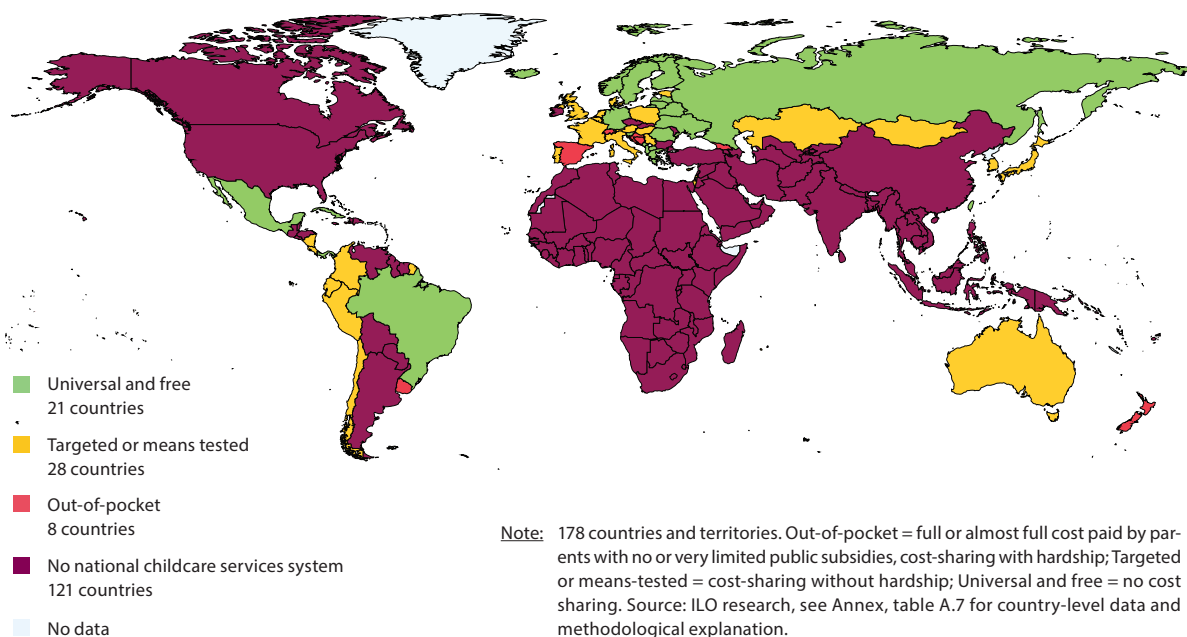 Universal and free
21 countries
Targeted or means tested
28 countries
Out-of-pocket
8 countries
No national childcare services system
121 countries
No data
Note: 178 countries and territories. Out-of-pocket = full or almost full cost paid by par-
ents with no or very limited public subsidies, cost-sharing with hardship; Targeted
or means-tested = cost-sharing without hardship; Universal and free = no cost
sharing. Source: ILO research, see Annex, table A.7 for country-level data and
methodological explanation.